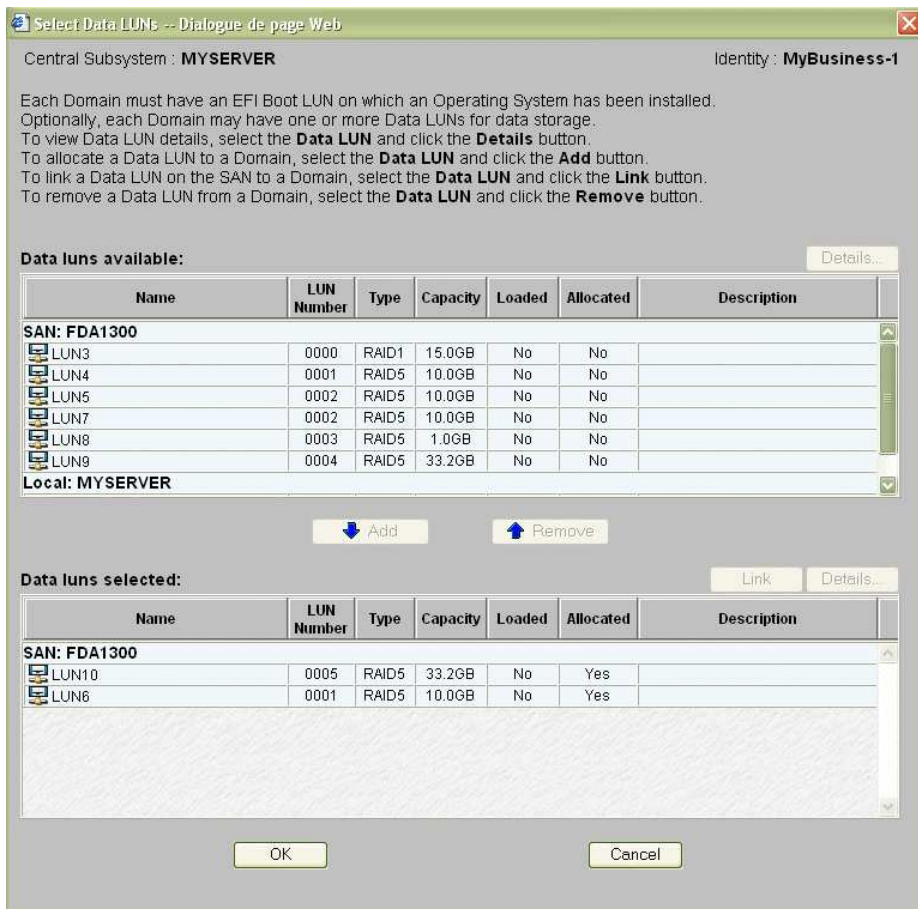 Select Data LUNs -- Dialogue de page Web
Central Subsystem : MYSERVER Identity : MyBusiness-1
Each Domain must have an EFI Boot LUN on which an Operating System has been installed.
Optionally, each Domain may have one or more Data LUNs for data storage.
To view Data LUN details, select the Data LUN and click the Details button.
To allocate a Data LUN to a Domain, select the Data LUN and click the Add button.
To link a Data LUN on the SAN to a Domain, select the Data LUN and click the Link button.
To remove a Data LUN from a Domain, select the Data LUN and click the Remove button.
Data luns available: Details...
Name LUN Number Type Capacity Loaded Allocated Description
SAN: FDA1300
LUN3 0000 RAID1 15.0GB No No
LUN4 0001 RAID5 10.0GB No No
LUN5 0002 RAID5 10.0GB No No
LUN7 0002 RAID5 10.0GB No No
LUN8 0003 RAID5 1.0GB No No
LUN9 0004 RAID5 33.2GB No No
Local: MYSERVER
Add Remove
Data luns selected: Link Details...
Name LUN Number Type Capacity Loaded Allocated Description
SAN: FDA1300
LUN10 0005 RAID5 33.2GB No Yes
LUN6 0001 RAID5 10.0GB No Yes
OK Cancel